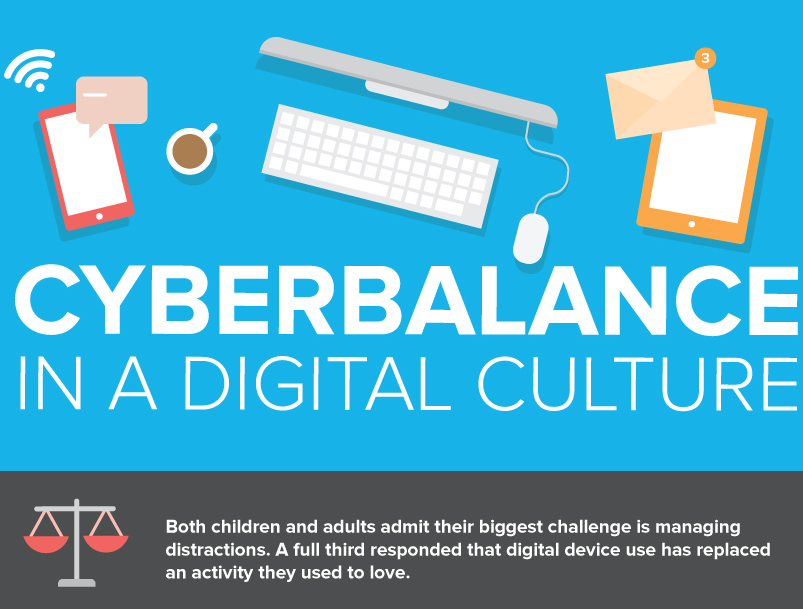 3
CYBERBALANCE
IN A DIGITAL CULTURE
Both children and adults admit their biggest challenge is managing
distractions. A full third responded that digital device use has replaced
an activity they used to love.